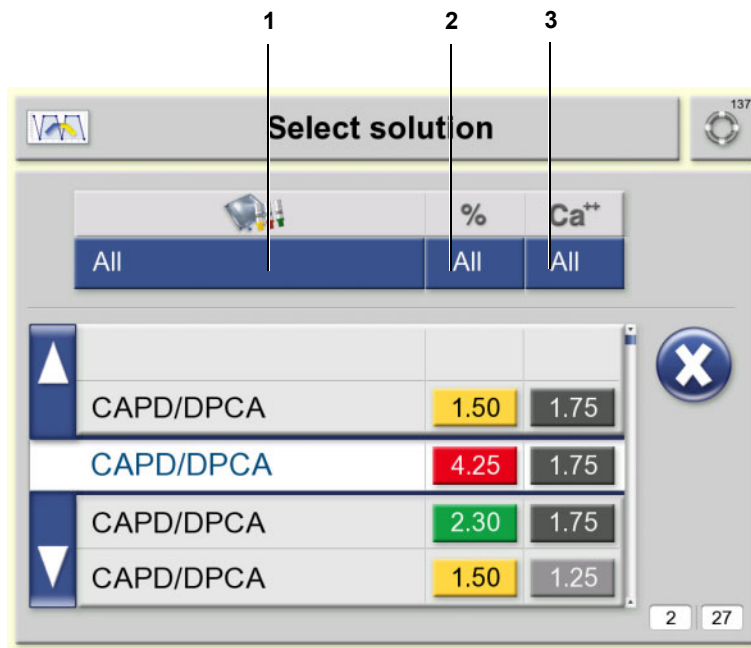 1 2 3
Select solution 137
% Ca⁺⁺
All All All
CAPD/DPCA 1.50 1.75
CAPD/DPCA 4.25 1.75
CAPD/DPCA 2.30 1.75
CAPD/DPCA 1.50 1.25
2 27